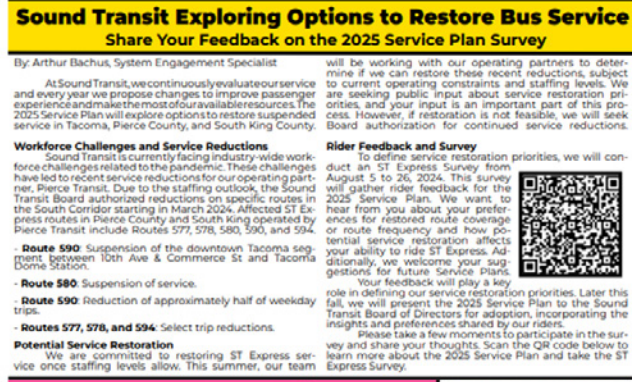 Sound Transit Exploring Options to Restore Bus Service
Share Your Feedback on the 2025 Service Plan Survey
By: Arthur Bachus, System Engagement Specialist
At Sound Transit, we continuously evaluate our service
and every year we propose changes to improve passenger
experience and make the most of our available resources. The
2025 Service Plan will explore options to restore suspended
service in Tacoma, Pierce County, and South King County.
Workforce Challenges and Service Reductions
Sound Transit is currently facing industry-wide work-
force challenges related to the pandemic. These challenges
have led to recent service reductions for our operating part-
ner, Pierce Transit. Due to the staffing outlook, the Sound
Transit Board authorized reductions on specific routes in
the South Corridor starting in March 2024. Affected ST Ex-
press routes in Pierce County and South King operated by
Pierce Transit include Routes 577, 578, 580, 590, and 594.
- Route 590: Suspension of the downtown Tacoma seg-
ment between 10th Ave & Commerce St and Tacoma
Dome Station.
- Route 580: Suspension of service.
- Route 590: Reduction of approximately half of weekday
trips.
- Routes 577, 578, and 594: Select trip reductions.
Potential Service Restoration
We are committed to restoring ST Express ser-
vice once staffing levels allow. This summer, our team
will be working with our operating partners to deter-
mine if we can restore these recent reductions, subject
to current operating constraints and staffing levels. We
are seeking public input about service restoration pri-
orities, and your input is an important part of this pro-
cess. However, if restoration is not feasible, we will seek
Board authorization for continued service reductions.
Rider Feedback and Survey
To define service restoration priorities, we will con-
duct an ST Express Survey from
August 5 to 26, 2024. This survey
will gather rider feedback for the
2025 Service Plan. We want to
hear from you about your prefer-
ences for restored route coverage
or route frequency and how po-
tential service restoration affects
your ability to ride ST Express. Ad-
ditionally, we welcome your sug-
gestions for future Service Plans.
Your feedback will play a key
role in defining our service restoration priorities. Later this
fall, we will present the 2025 Service Plan to the Sound
Transit Board of Directors for adoption, incorporating the
insights and preferences shared by our riders.
Please take a few moments to participate in the sur-
vey and share your thoughts. Scan the QR code below to
learn more about the 2025 Service Plan and take the ST
Express Survey.